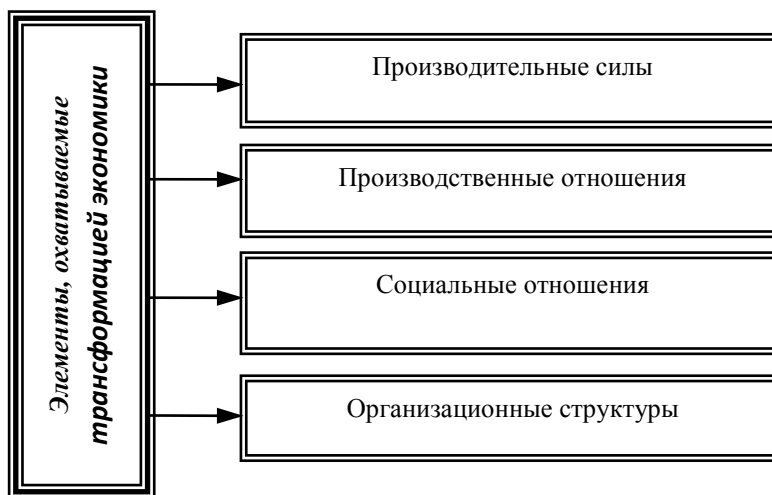 Элементы, охватываемые
трансформацией экономики
Производительные силы
Производственные отношения
Социальные отношения
Организационные структуры